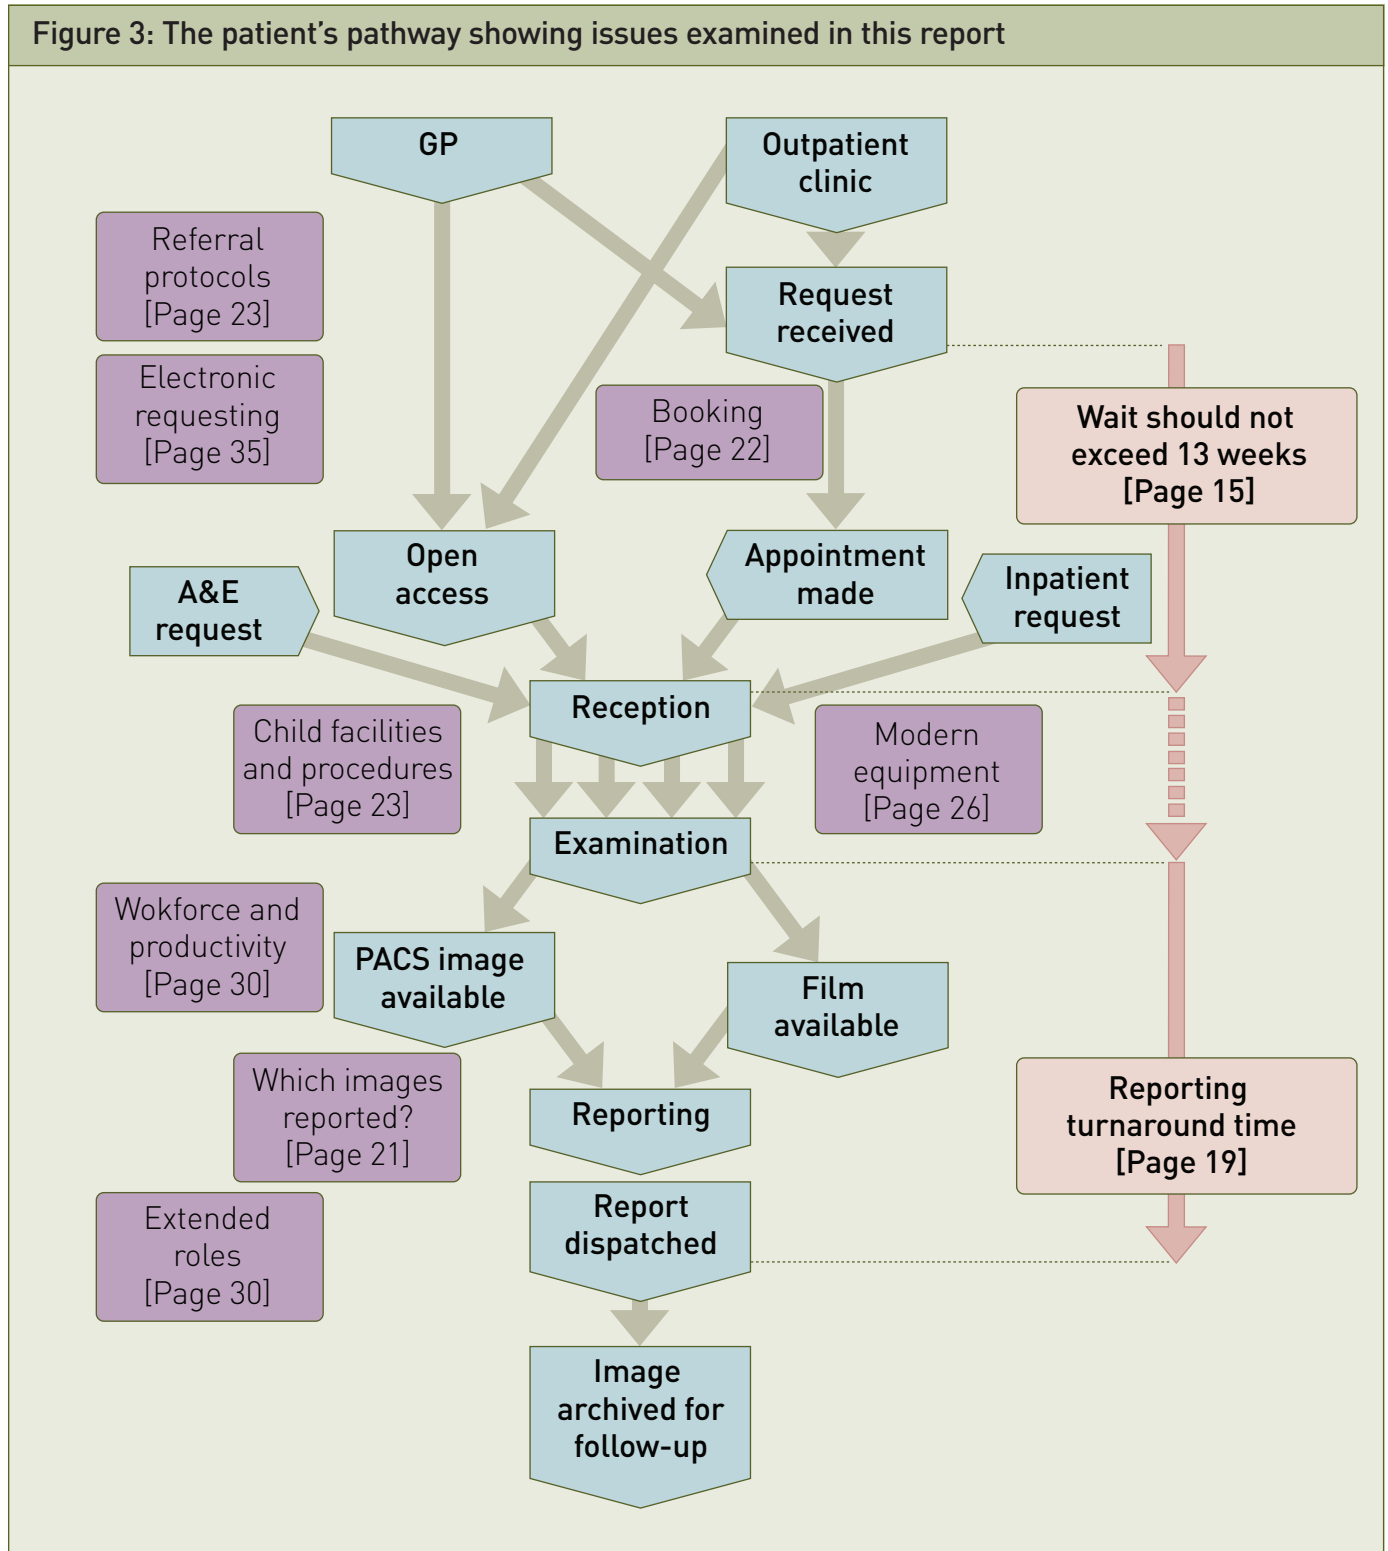 Figure 3: The patient's pathway showing issues examined in this report
GP
Outpatient
clinic
Referral
protocols
[Page 23]
Request
received
Electronic
requesting
[Page 35]
Booking
[Page 22]
Wait should not
exceed 13 weeks
[Page 15]
Open
access
Appointment
made
A&E
request
Inpatient
request
Reception
Child facilities
and procedures
[Page 23]
Modern
equipment
[Page 26]
Examination
Wokforce and
productivity
[Page 30]
PACS image
available
Film
available
Which images
reported?
[Page 21]
Reporting
Reporting
turnaround time
[Page 19]
Extended
roles
[Page 30]
Report
dispatched
Image
archived for
follow-up